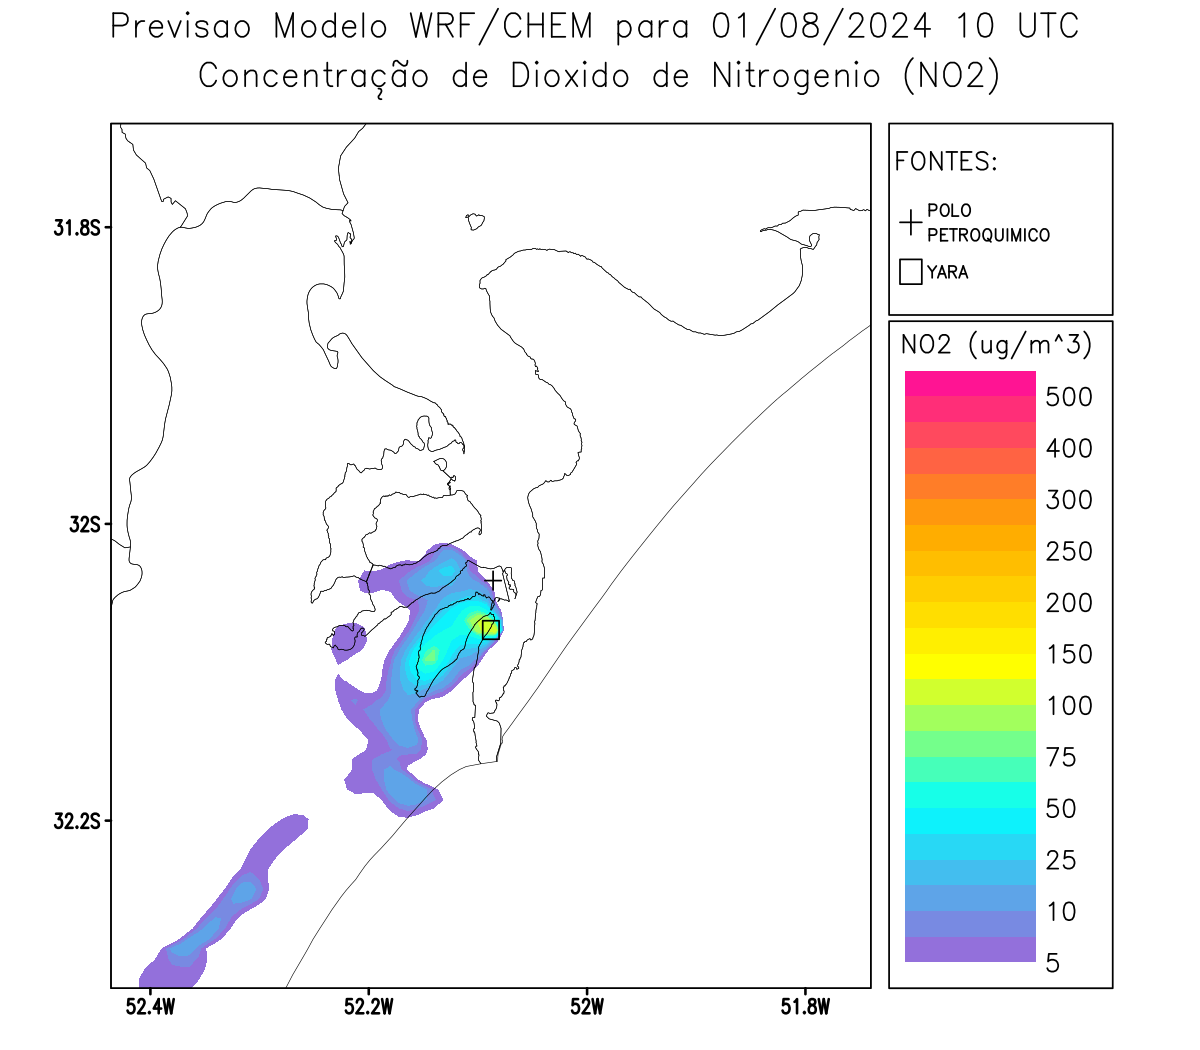 Previsao Modelo WRF/CHEM para 01/08/2024 10 UTC
Concentração de Dioxido de Nitrogenio (NO2)
FONTES:
POLO
PETROQUIMICO
YARA
NO2 (ug/m^3)
500
400
300
250
200
150
100
75
50
25
10
5
31.8S
32S
32.2S
52.4W
52.2W
52W
51.8W